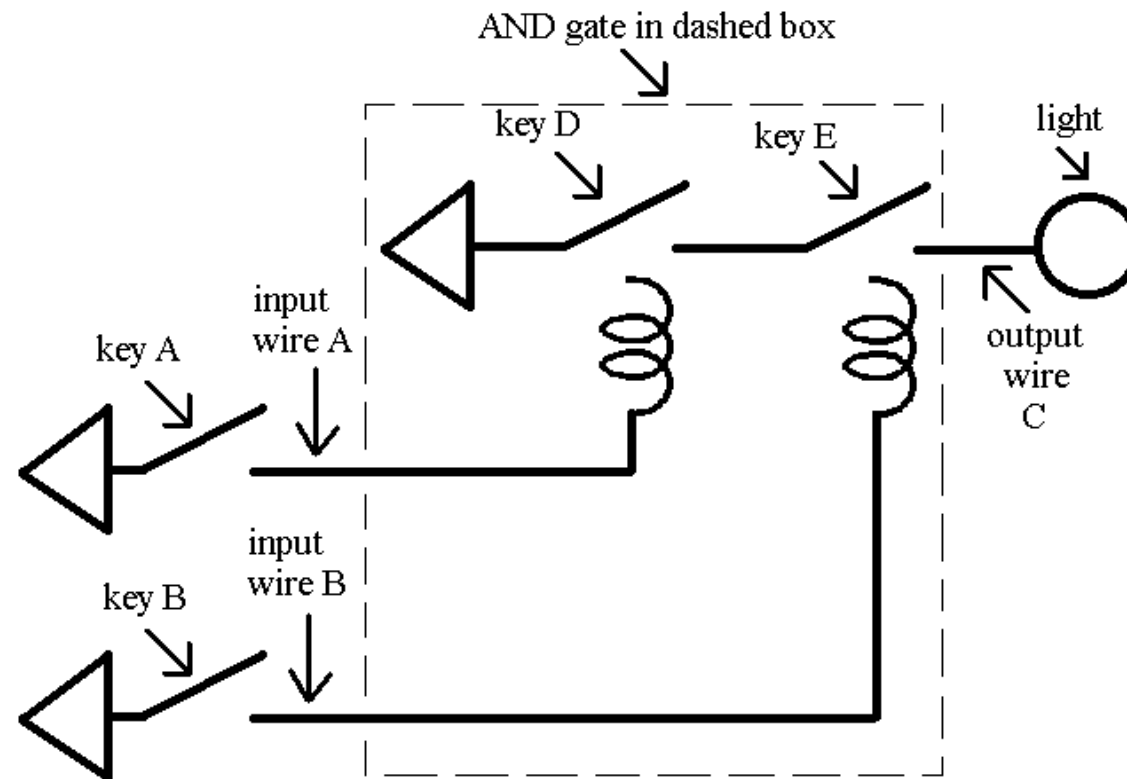 AND gate in dashed box
key D
key E
light
input
wire A
key A
output
wire
C
input
wire B
key B